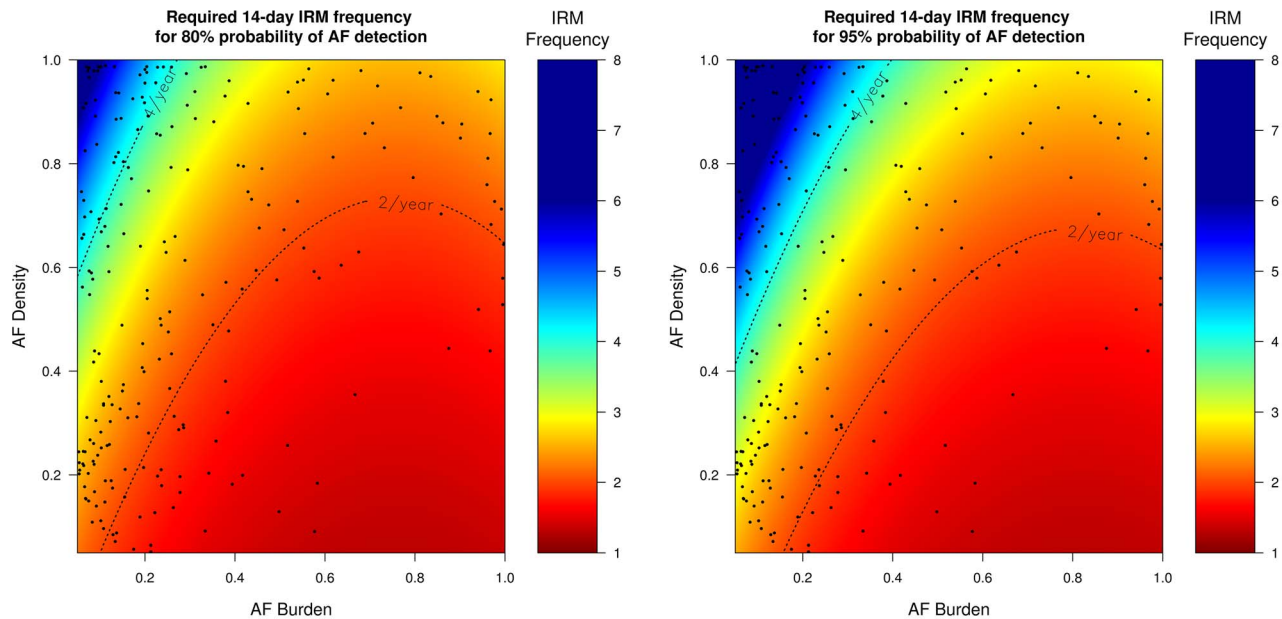 Required 14-day IRM frequency
for 80% probability of AF detection
IRM
Frequency
1.0
0.8
0.6
0.4
0.2
AF Density
4/year
2/year
0.2
0.4
0.6
0.8
1.0
AF Burden
8
7
6
5
4
3
2
1
Required 14-day IRM frequency
for 95% probability of AF detection
IRM
Frequency
1.0
0.8
0.6
0.4
0.2
AF Density
4/year
2/year
0.2
0.4
0.6
0.8
1.0
AF Burden
8
7
6
5
4
3
2
1